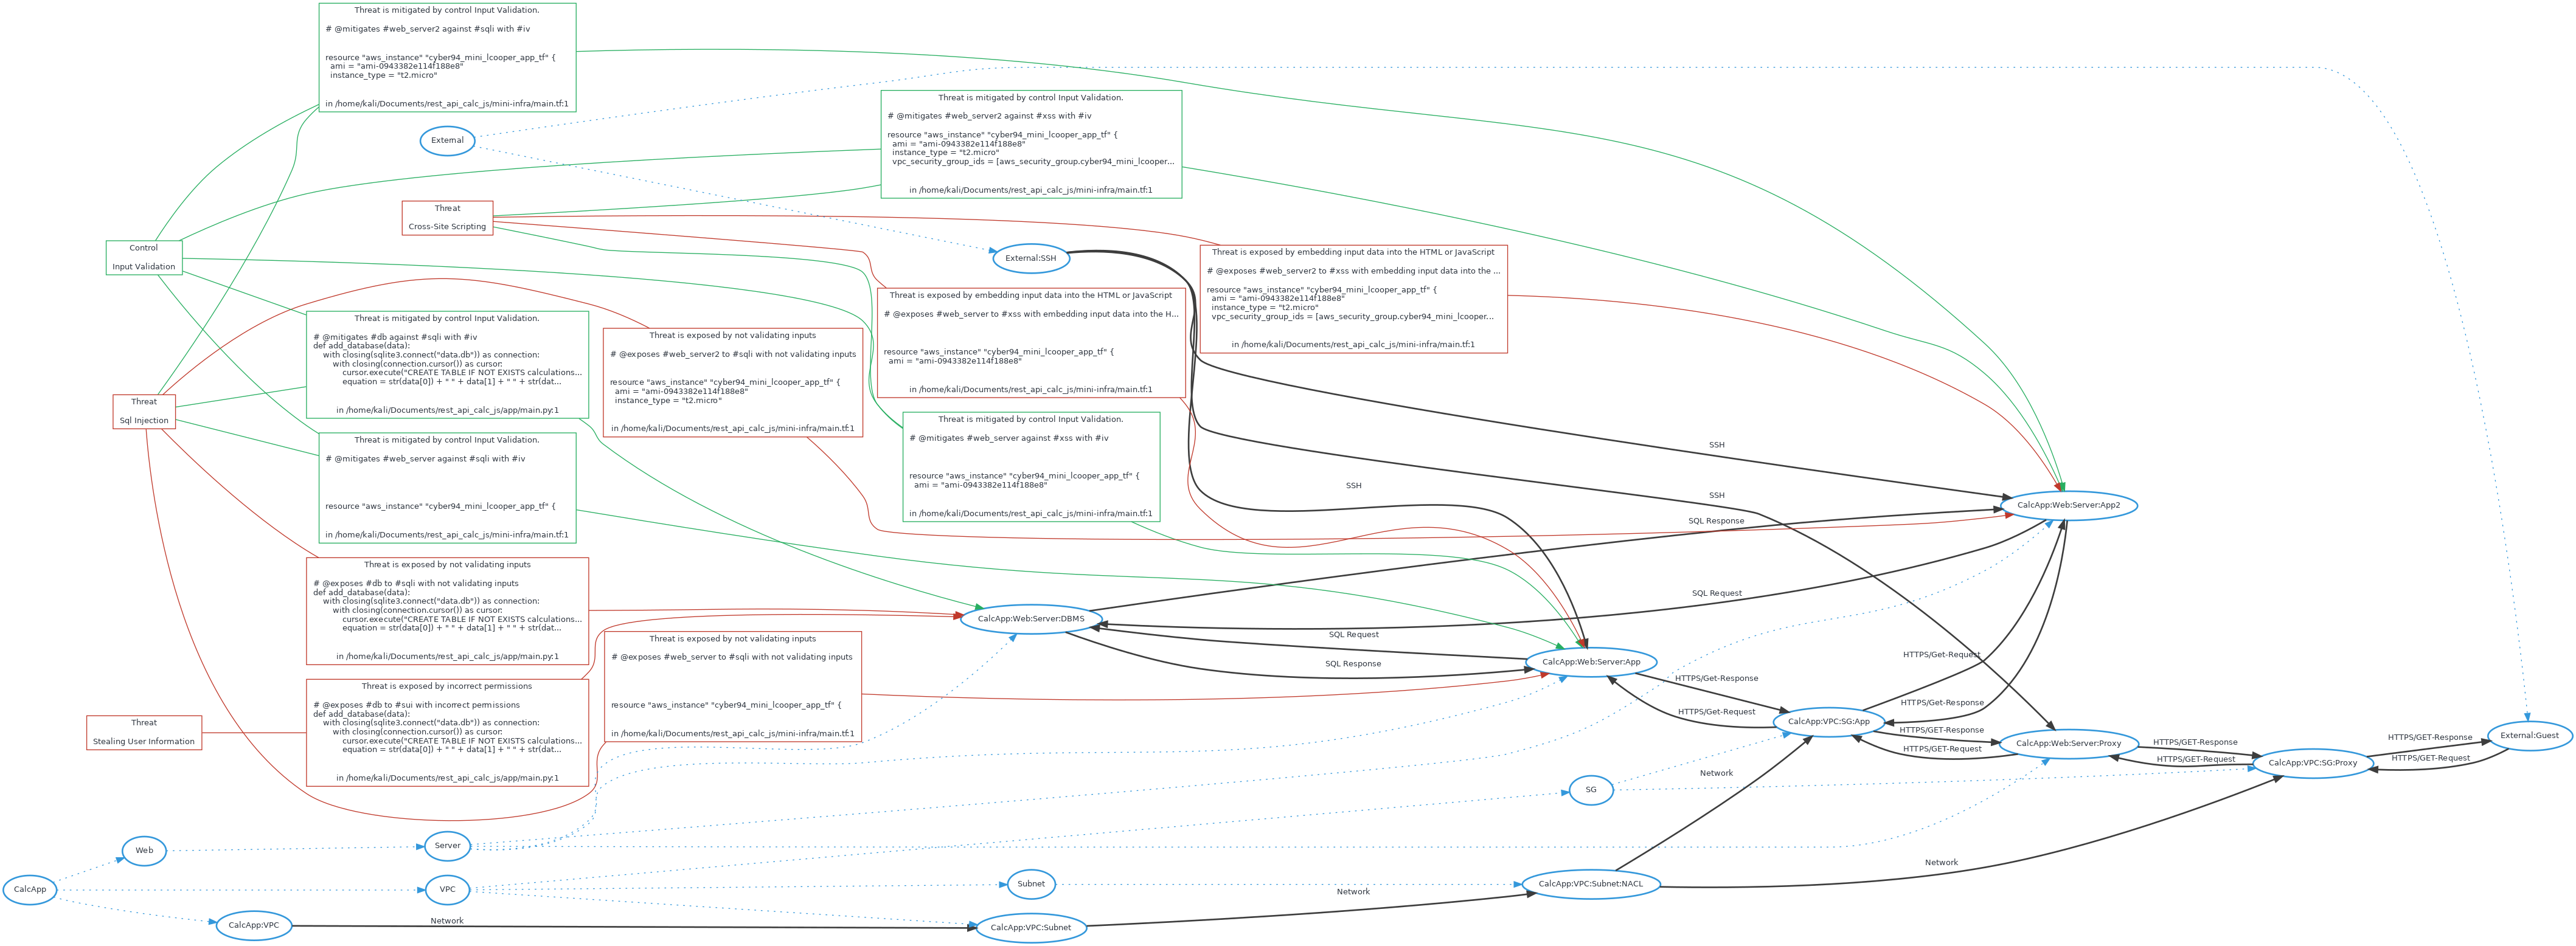 Threat is mitigated by control Input Validation.
# @mitigates #web_server2 against #sqli with #iv
resource "aws_instance" "cyber94_mini_lcooper_app_tf" {
ami = "ami-0943382e114f188e8"
instance_type = "t2.micro"
in /home/kali/Documents/rest_api_calc_js/mini-infra/main.tf:1
External
Threat is mitigated by control Input Validation.
# @mitigates #web_server2 against #xss with #iv
resource "aws_instance" "cyber94_mini_lcooper_app_tf" {
ami = "ami-0943382e114f188e8"
instance_type = "t2.micro"
vpc_security_group_ids = [aws_security_group.cyber94_mini_lcooper...
in /home/kali/Documents/rest_api_calc_js/mini-infra/main.tf:1
Threat
Cross-Site Scripting
Control
Input Validation
External:SSH
Threat is exposed by embedding input data into the HTML or JavaScript
# @exposes #web_server2 to #xss with embedding input data into the ...
resource "aws_instance" "cyber94_mini_lcooper_app_tf" {
ami = "ami-0943382e114f188e8"
instance_type = "t2.micro"
vpc_security_group_ids = [aws_security_group.cyber94_mini_lcooper...
in /home/kali/Documents/rest_api_calc_js/mini-infra/main.tf:1
Threat is exposed by embedding input data into the HTML or JavaScript
# @exposes #web_server to #xss with embedding input data into the H...
resource "aws_instance" "cyber94_mini_lcooper_app_tf" {
ami = "ami-0943382e114f188e8"
in /home/kali/Documents/rest_api_calc_js/mini-infra/main.tf:1
Threat is mitigated by control Input Validation.
# @mitigates #db against #sqli with #iv
def add_database(data):
with closing(sqlite3.connect("data.db")) as connection:
with closing(connection.cursor()) as cursor:
cursor.execute("CREATE TABLE IF NOT EXISTS calculations...
equation = str(data[0]) + " " + data[1] + " " + str(dat...
in /home/kali/Documents/rest_api_calc_js/app/main.py:1
Threat is exposed by not validating inputs
# @exposes #web_server2 to #sqli with not validating inputs
resource "aws_instance" "cyber94_mini_lcooper_app_tf" {
ami = "ami-0943382e114f188e8"
instance_type = "t2.micro"
in /home/kali/Documents/rest_api_calc_js/mini-infra/main.tf:1
Threat
Sql Injection
Threat is mitigated by control Input Validation.
# @mitigates #web_server against #xss with #iv
resource "aws_instance" "cyber94_mini_lcooper_app_tf" {
ami = "ami-0943382e114f188e8"
in /home/kali/Documents/rest_api_calc_js/mini-infra/main.tf:1
Threat is mitigated by control Input Validation.
# @mitigates #web_server against #sqli with #iv
resource "aws_instance" "cyber94_mini_lcooper_app_tf" {
in /home/kali/Documents/rest_api_calc_js/mini-infra/main.tf:1
SSH
SSH
SSH
CalcApp:Web:Server:App2
SQL Response
Threat is exposed by not validating inputs
# @exposes #db to #sqli with not validating inputs
def add_database(data):
with closing(sqlite3.connect("data.db")) as connection:
with closing(connection.cursor()) as cursor:
cursor.execute("CREATE TABLE IF NOT EXISTS calculations...
equation = str(data[0]) + " " + data[1] + " " + str(dat...
in /home/kali/Documents/rest_api_calc_js/app/main.py:1
SQL Request
CalcApp:Web:Server:DBMS
SQL Request
SQL Response
CalcApp:Web:Server:App
Threat is exposed by not validating inputs
# @exposes #web_server to #sqli with not validating inputs
resource "aws_instance" "cyber94_mini_lcooper_app_tf" {
in /home/kali/Documents/rest_api_calc_js/mini-infra/main.tf:1
HTTPS/Get-Request
HTTPS/Get-Response
HTTPS/Get-Response
HTTPS/Get-Request
CalcApp:VPC:SG:App
Threat is exposed by incorrect permissions
# @exposes #db to #sui with incorrect permissions
def add_database(data):
with closing(sqlite3.connect("data.db")) as connection:
with closing(connection.cursor()) as cursor:
cursor.execute("CREATE TABLE IF NOT EXISTS calculations...
equation = str(data[0]) + " " + data[1] + " " + str(dat...
in /home/kali/Documents/rest_api_calc_js/app/main.py:1
Threat
Stealing User Information
HTTPS/GET-Response
HTTPS/GET-Request
CalcApp:Web:Server:Proxy
HTTPS/GET-Response
HTTPS/GET-Request
CalcApp:VPC:SG:Proxy
HTTPS/GET-Response
HTTPS/GET-Request
External:Guest
Network
SG
Web
Server
CalcApp
VPC
Subnet
CalcApp:VPC:Subnet:NACL
Network
Network
CalcApp:VPC
Network
CalcApp:VPC:Subnet